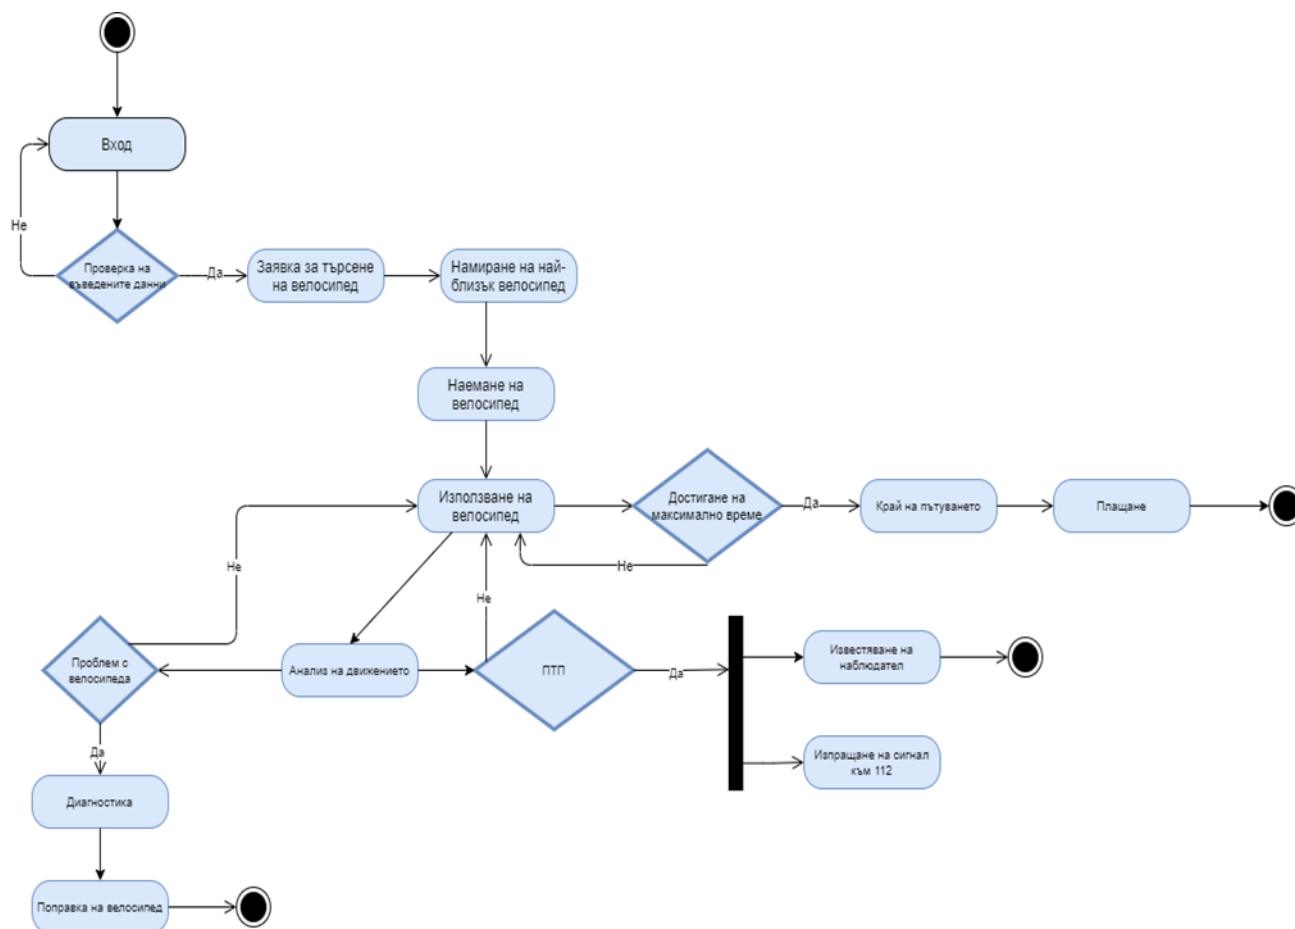 Вход
Не
Проверка на
въведените данни
Да
Заявка за търсене
на велосипед
Намиране на най-
близък велосипед
Наемане на
велосипед
Използване на
велосипед
Достигане на
максимално време
Да
Край на пътуването
Плащане
Не
Не
Не
Проблем с
велосипеда
Анализ на движението
ПТП
Да
Известяване на
наблюдател
Изпращане на сигнал
към 112
Да
Диагностика
Поправка на велосипед